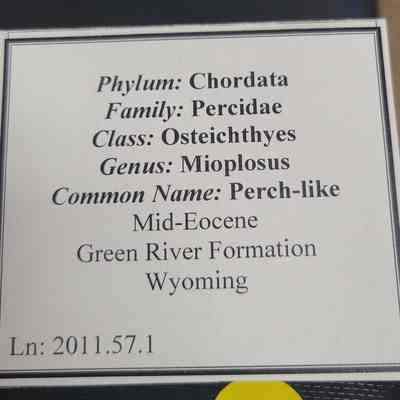 Phylum: Chordata
Family: Percidae
Class: Osteichthyes
Genus: Mioplosus
Common Name: Perch-like
Mid-Eocene
Green River Formation
Wyoming
Ln: 2011.57.1